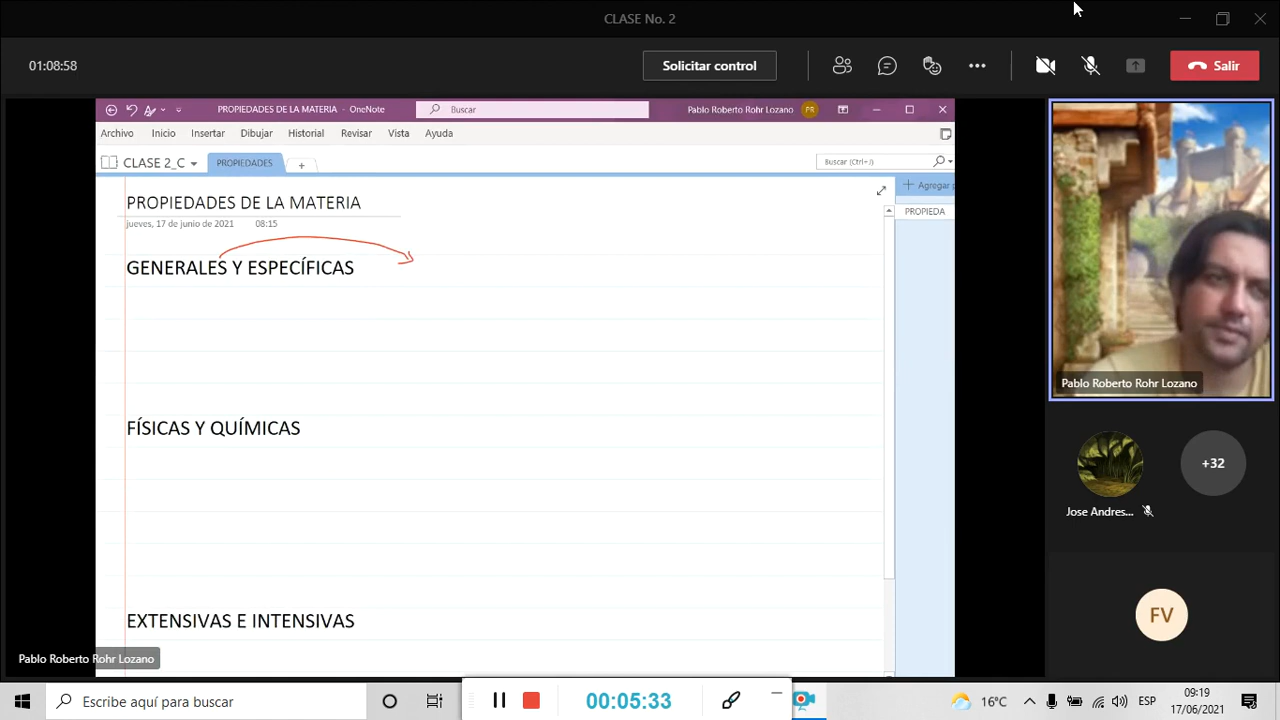 CLASE No. 2
01:08:58
Solicitar control
Salir
PROPIEDADES DE LA MATERIA - OneNote
Buscar
Pablo Roberto Rohr Lozano
FR
Archivo
Inicio
Insertar
Dibujar
Historial
Revisar
Vista
Ayuda
CLASE 2_C
PROPIEDADES
Buscar (Ctrl+J)
PROPIEDADES DE LA MATERIA
jueves, 17 de junio de 2021 08:15
Agregar p
PROPIEDA
GENERALES Y ESPECÍFICAS
FÍSICAS Y QUÍMICAS
EXTENSIVAS E INTENSIVAS
Pablo Roberto Rohr Lozano
Pablo Roberto Rohr Lozano
Jose Andres...
+32
FV
Escribe aquí para buscar
00:05:33
16°C
ESP
09:19
17/06/2021